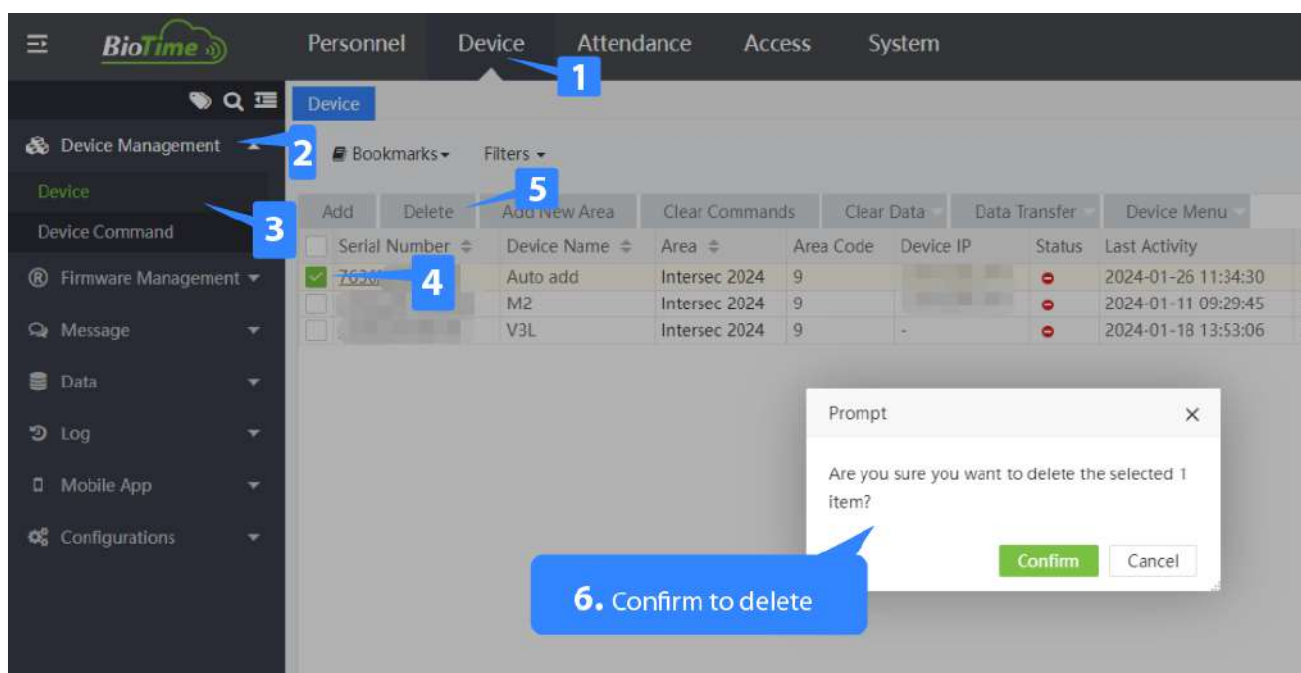 BioTime Personnel Device Attendance Access System
1
Device
Device Management 2 Bookmarks Filters
Device 3 5
Add Delete Add New Area Clear Commands Clear Data Data Transfer Device Menu
Device Command
Serial Number Device Name Area Area Code Device IP Status Last Activity
Firmware Management 4 Auto add Intersec 2024 9 2024-01-26 11:34:30
M2 Intersec 2024 9 2024-01-11 09:29:45
Message V3L Intersec 2024 9 - 2024-01-18 13:53:06
Data
Log
Mobile App
Configurations
Prompt
Are you sure you want to delete the selected 1
item?
Confirm Cancel
6. Confirm to delete